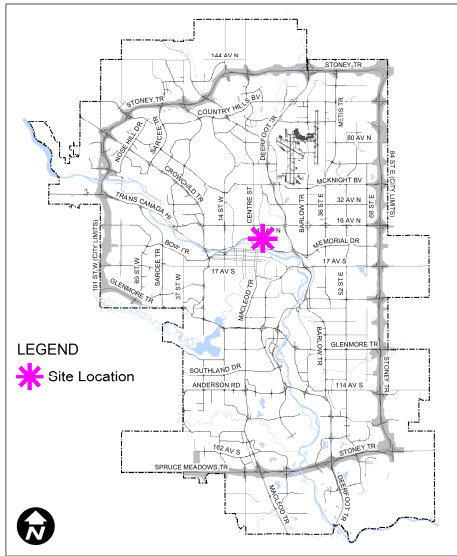 144 AV N
STONEY TR
STONEY TR
COUNTRY HILLS BV
METIS TR
DEERFOOT TR
NOSE HILL DR
SARCEE TR
80 AV N
CROWCHILD TR
MCKNIGHT BV
84 ST E (CITY LIMITS)
TRANS CANADA HI
14 ST W
CENTRE ST
BARLOW TR
36 ST E
32 AV N
68 ST E
16 AV N
AV N
BOW TR
MEMORIAL DR
101 ST W (CITY LIMITS)
69 ST W
SARCEE TR
37 ST W
17 AV S
17 AV S
MACLEOD TR
52 ST E
GLENMORE TR
BARLOW TR
GLENMORE TR
STONEY TR
LEGEND
Site Location
SOUTHLAND DR
ANDERSON RD
114 AV S
162 AV S
STONEY TR
SPRUCE MEADOWS TR
MACLEOD TR
DEERFOOT TR
N